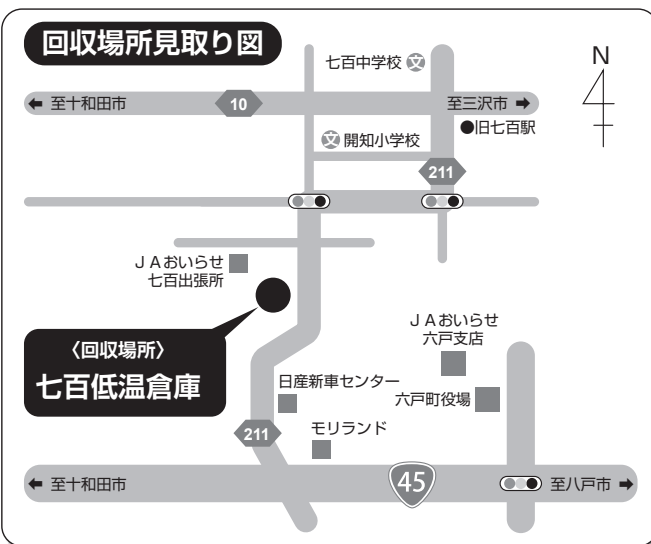 回収場所見取り図
N
七百中学校 文
← 至十和田市
10
至三沢市 →
●旧七百駅
文 開知小学校
211
JAおいらせ
七百出張所
〈回収場所〉
七百低温倉庫
JAおいらせ
六戸支店
日産新車センター
六戸町役場
モリランド
211
← 至十和田市
45
至八戸市 →